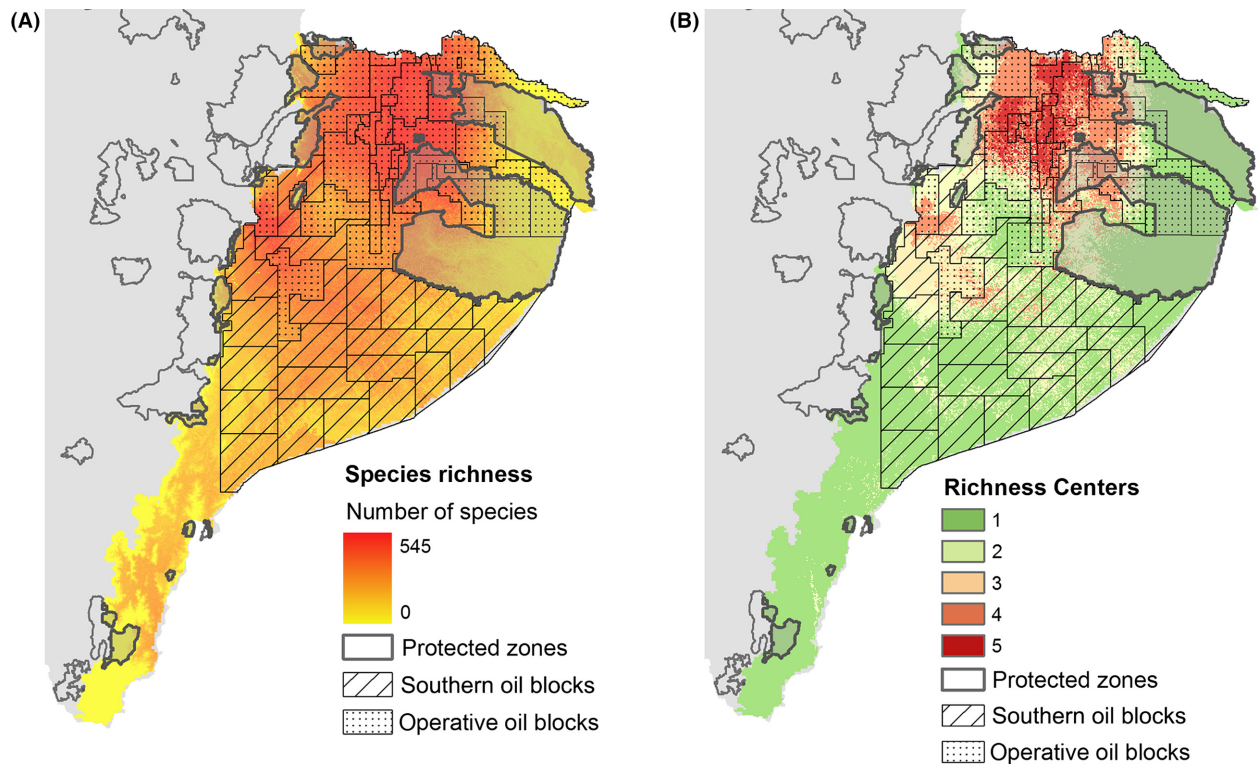 (A)
Species richness
Number of species
545
0
Protected zones
Southern oil blocks
Operative oil blocks
(B)
Richness Centers
1
2
3
4
5
Protected zones
Southern oil blocks
Operative oil blocks